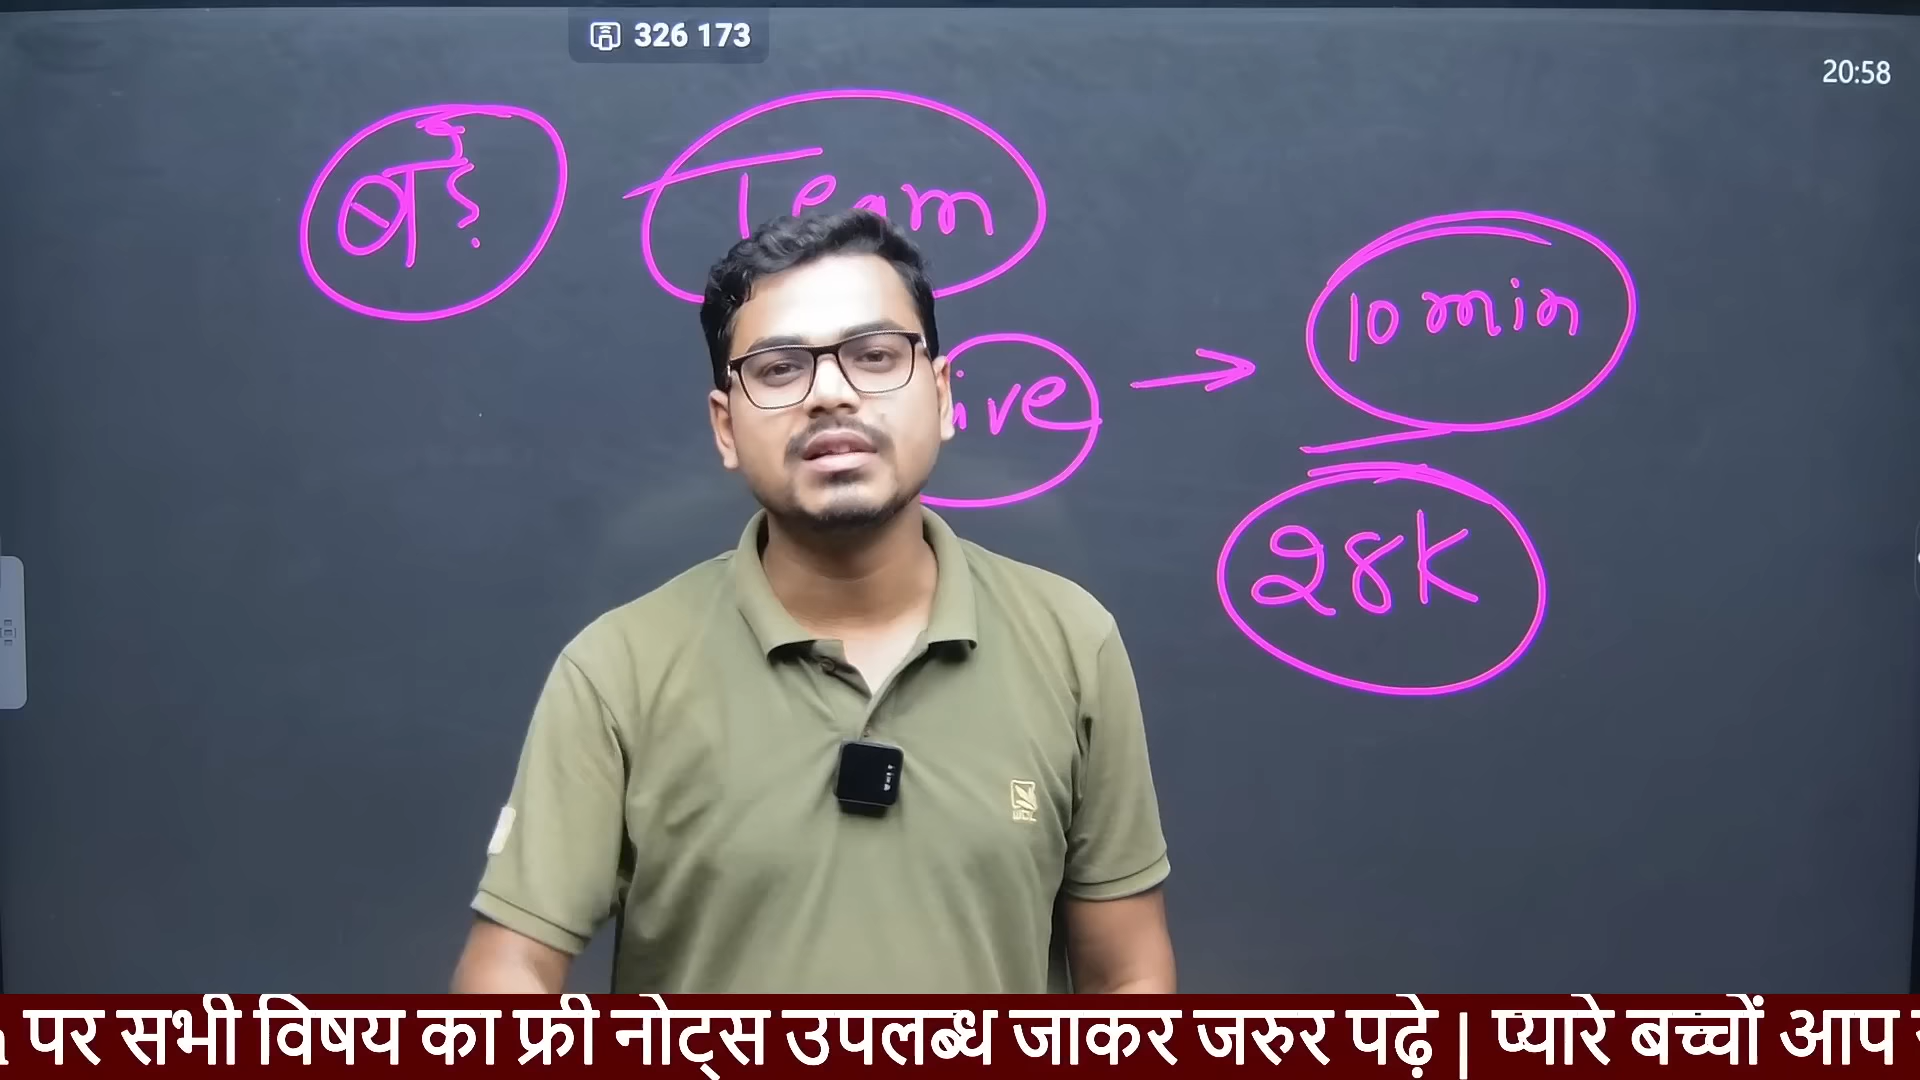 326 173
20:58
बड़े
Team
10 min
ive
28K
WDL
पर सभी विषय का फ्री नोट्स उपलब्ध जाकर जरुर पढ़े | प्यारे बच्चों आप